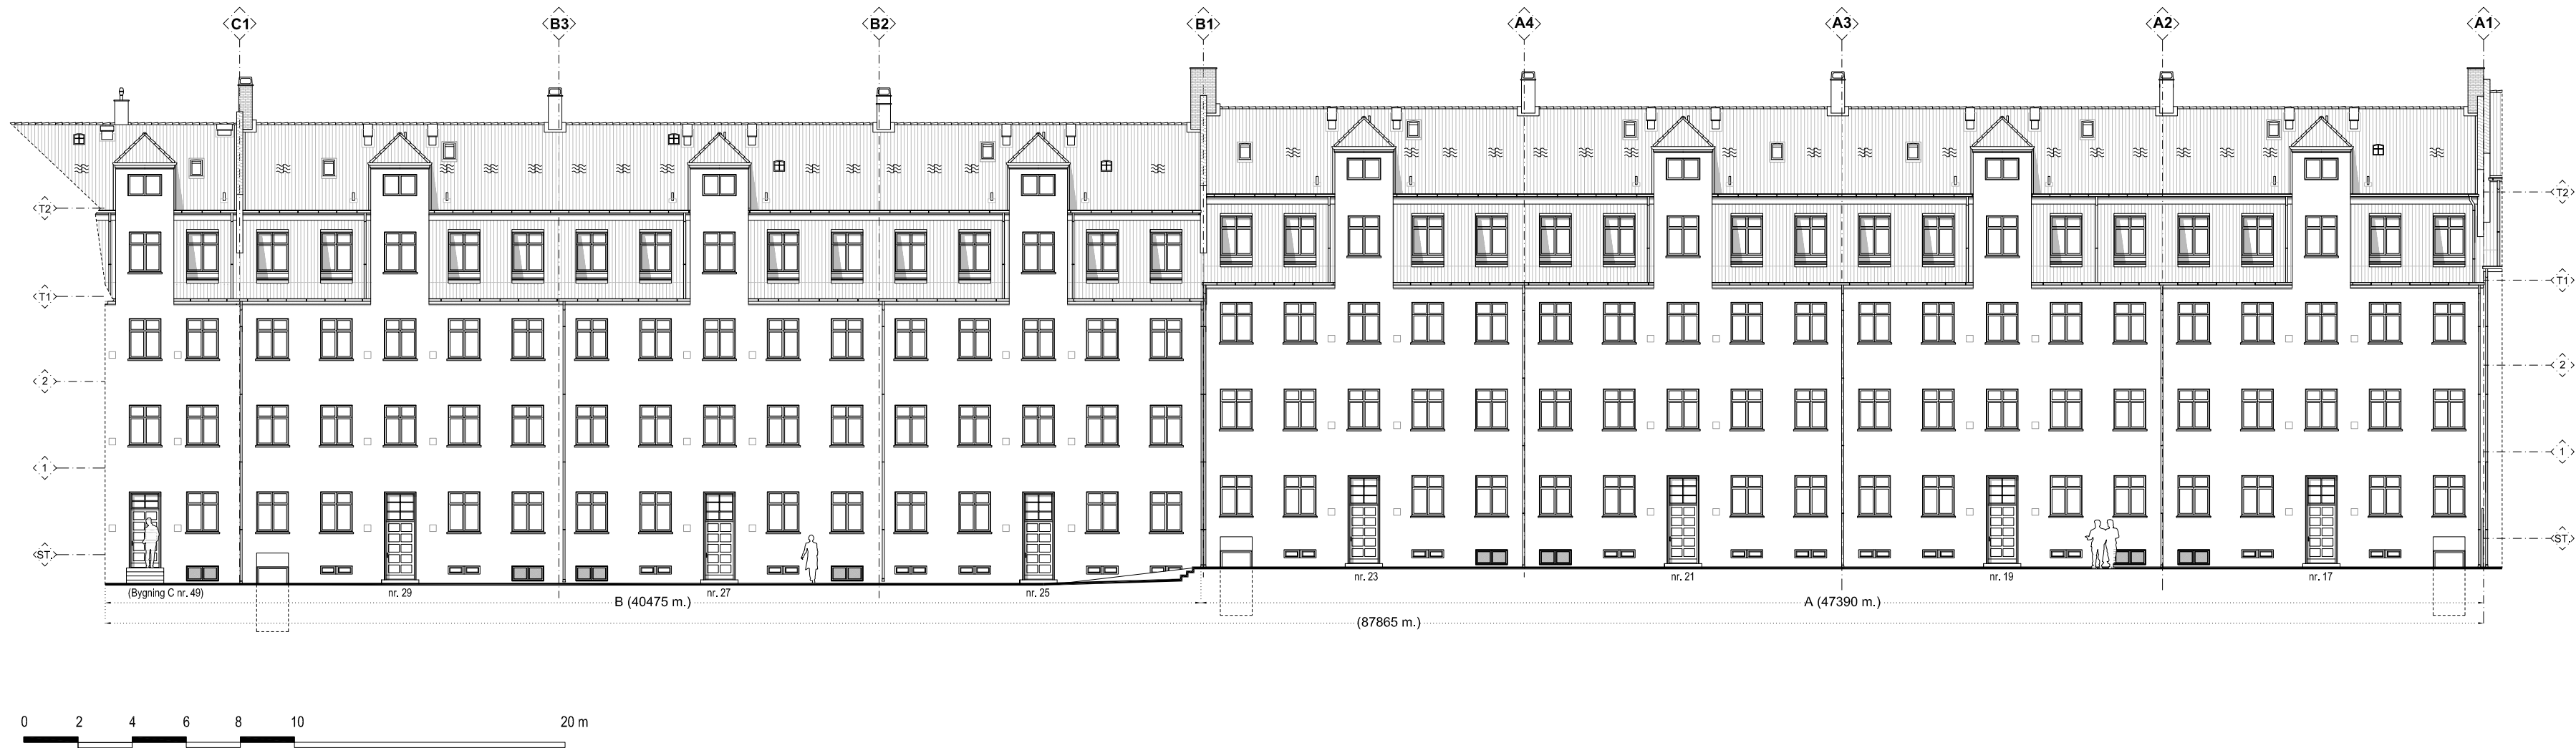 C1 B3 B2 B1 A4 A3 A2 A1
T2 T2
T1 T1
2 2
1 1
ST. ST.
nr. 23 nr. 21 nr. 19 nr. 17
(Bygning C nr. 49) nr. 29 nr. 27 nr. 25
B (40475 m.) A (47390 m.)
(87865 m.)
0 2 4 6 8 10 20 m